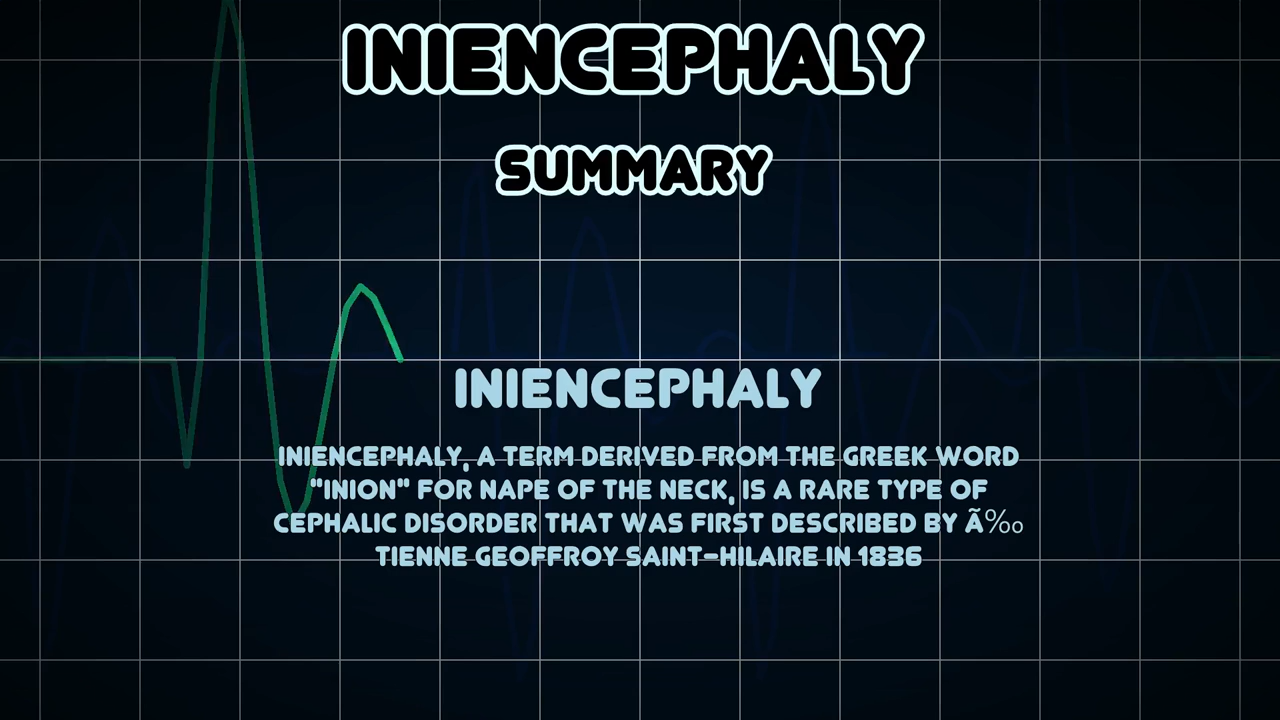 INIENCEPHALY
SUMMARY
INIENCEPHALY
INIENCEPHALY, A TERM DERIVED FROM THE GREEK WORD
"INION" FOR NAPE OF THE NECK, IS A RARE TYPE OF
CEPHALIC DISORDER THAT WAS FIRST DESCRIBED BY Ã‰
TIENNE GEOFFROY SAINT-HILAIRE IN 1836